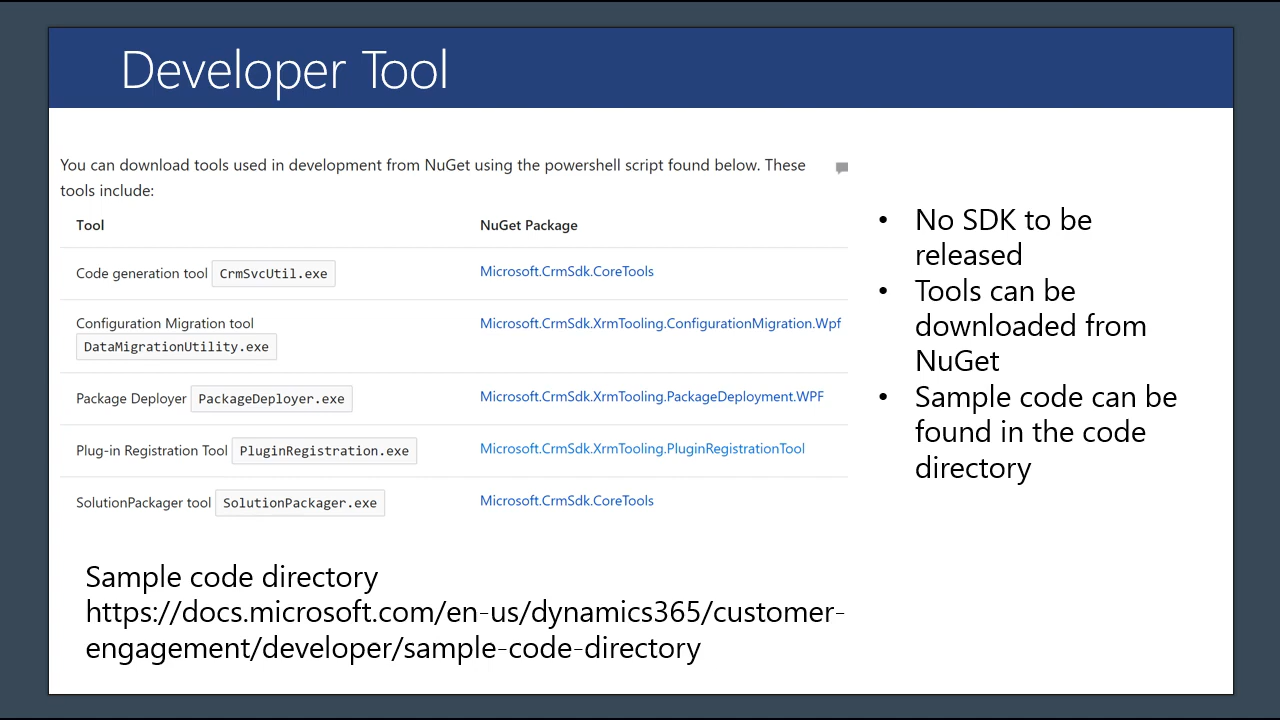 Developer Tool
You can download tools used in development from NuGet using the powershell script found below. These
tools include:
Tool NuGet Package
Code generation tool CrmSvcUtil.exe Microsoft.CrmSdk.CoreTools
Configuration Migration tool Microsoft.CrmSdk.XrmTooling.ConfigurationMigration.Wpf
DataMigrationUtility.exe
Package Deployer PackageDeployer.exe Microsoft.CrmSdk.XrmTooling.PackageDeployment.WPF
Plug-in Registration Tool PluginRegistration.exe Microsoft.CrmSdk.XrmTooling.PluginRegistrationTool
SolutionPackager tool SolutionPackager.exe Microsoft.CrmSdk.CoreTools
• No SDK to be
released
• Tools can be
downloaded from
NuGet
• Sample code can be
found in the code
directory
Sample code directory
https://docs.microsoft.com/en-us/dynamics365/customer-
engagement/developer/sample-code-directory